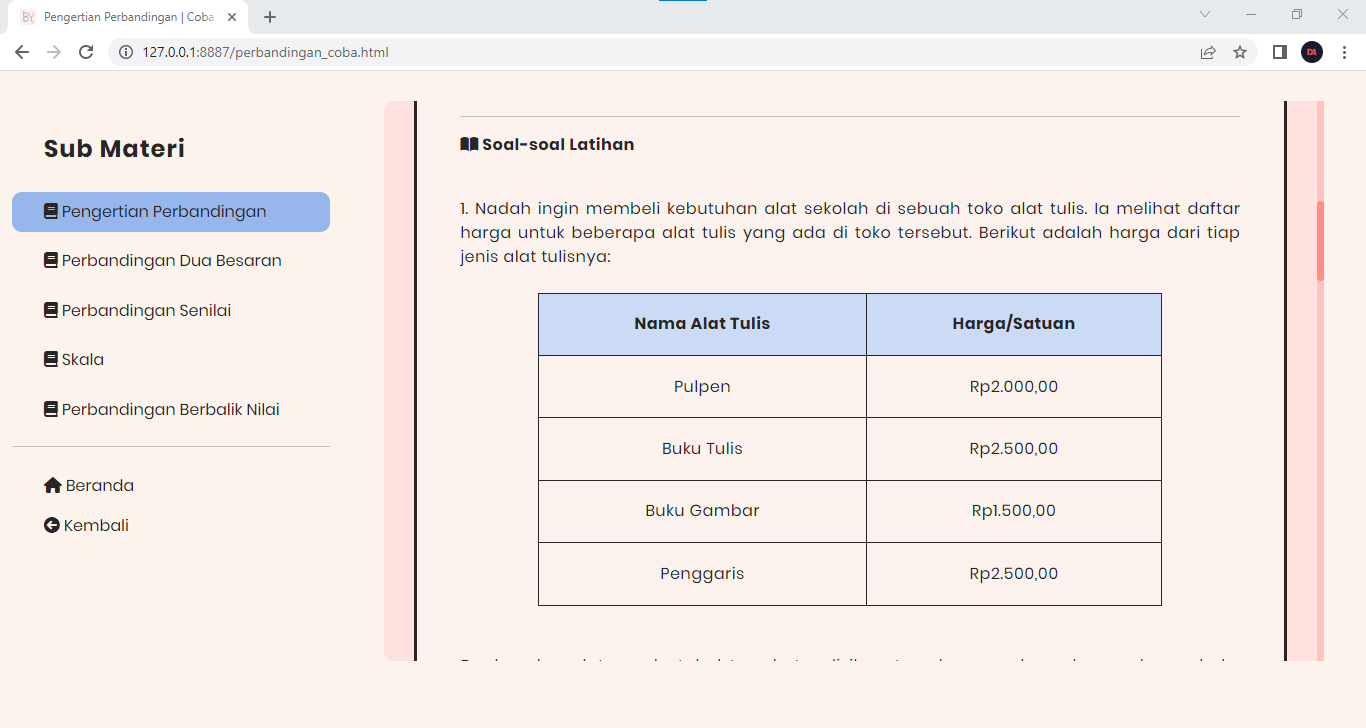 Pengertian Perbandingan | Coba
127.0.0.1:8887/perbandingan_coba.html
Sub Materi
Pengertian Perbandingan
Perbandingan Dua Besaran
Perbandingan Senilai
Skala
Perbandingan Berbalik Nilai
Beranda
Kembali
Soal-soal Latihan
1. Nadah ingin membeli kebutuhan alat sekolah di sebuah toko alat tulis. Ia melihat daftar
harga untuk beberapa alat tulis yang ada di toko tersebut. Berikut adalah harga dari tiap
jenis alat tulisnya:
Nama Alat Tulis Harga/Satuan
Pulpen Rp2.000,00
Buku Tulis Rp2.500,00
Buku Gambar Rp1.500,00
Penggaris Rp2.500,00